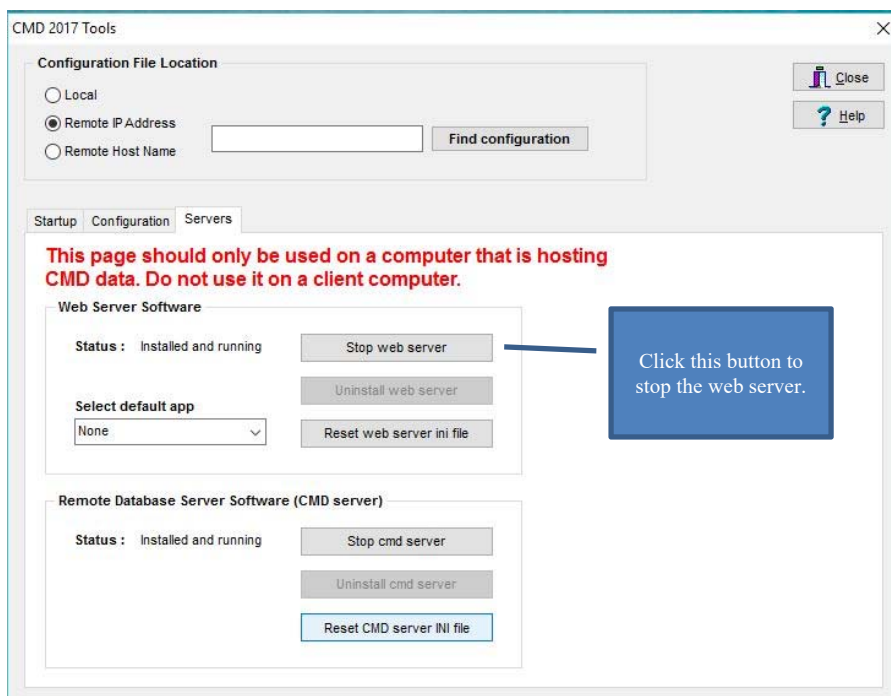 CMD 2017 Tools
Configuration File Location
Close
Local
Remote IP Address
Help
Find configuration
Remote Host Name
Startup Configuration Servers
This page should only be used on a computer that is hosting
CMD data. Do not use it on a client computer.
Web Server Software
Status : Installed and running
Stop web server
Click this button to
stop the web server.
Uninstall web server
Select default app
None
Reset web server ini file
Remote Database Server Software (CMD server)
Status : Installed and running
Stop cmd server
Uninstall cmd server
Reset CMD server INI file